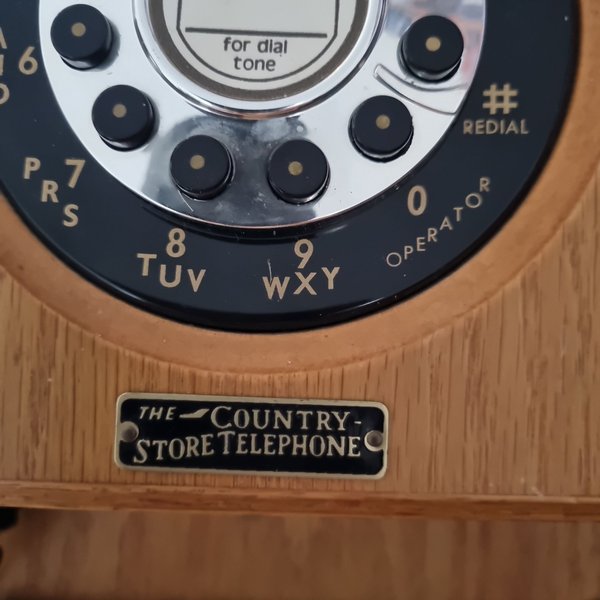 for dial
tone
6
7
PRS
8
TUV
9
WXY
0
OPERATOR
#
REDIAL
THE COUNTRY-
STORE TELEPHONE